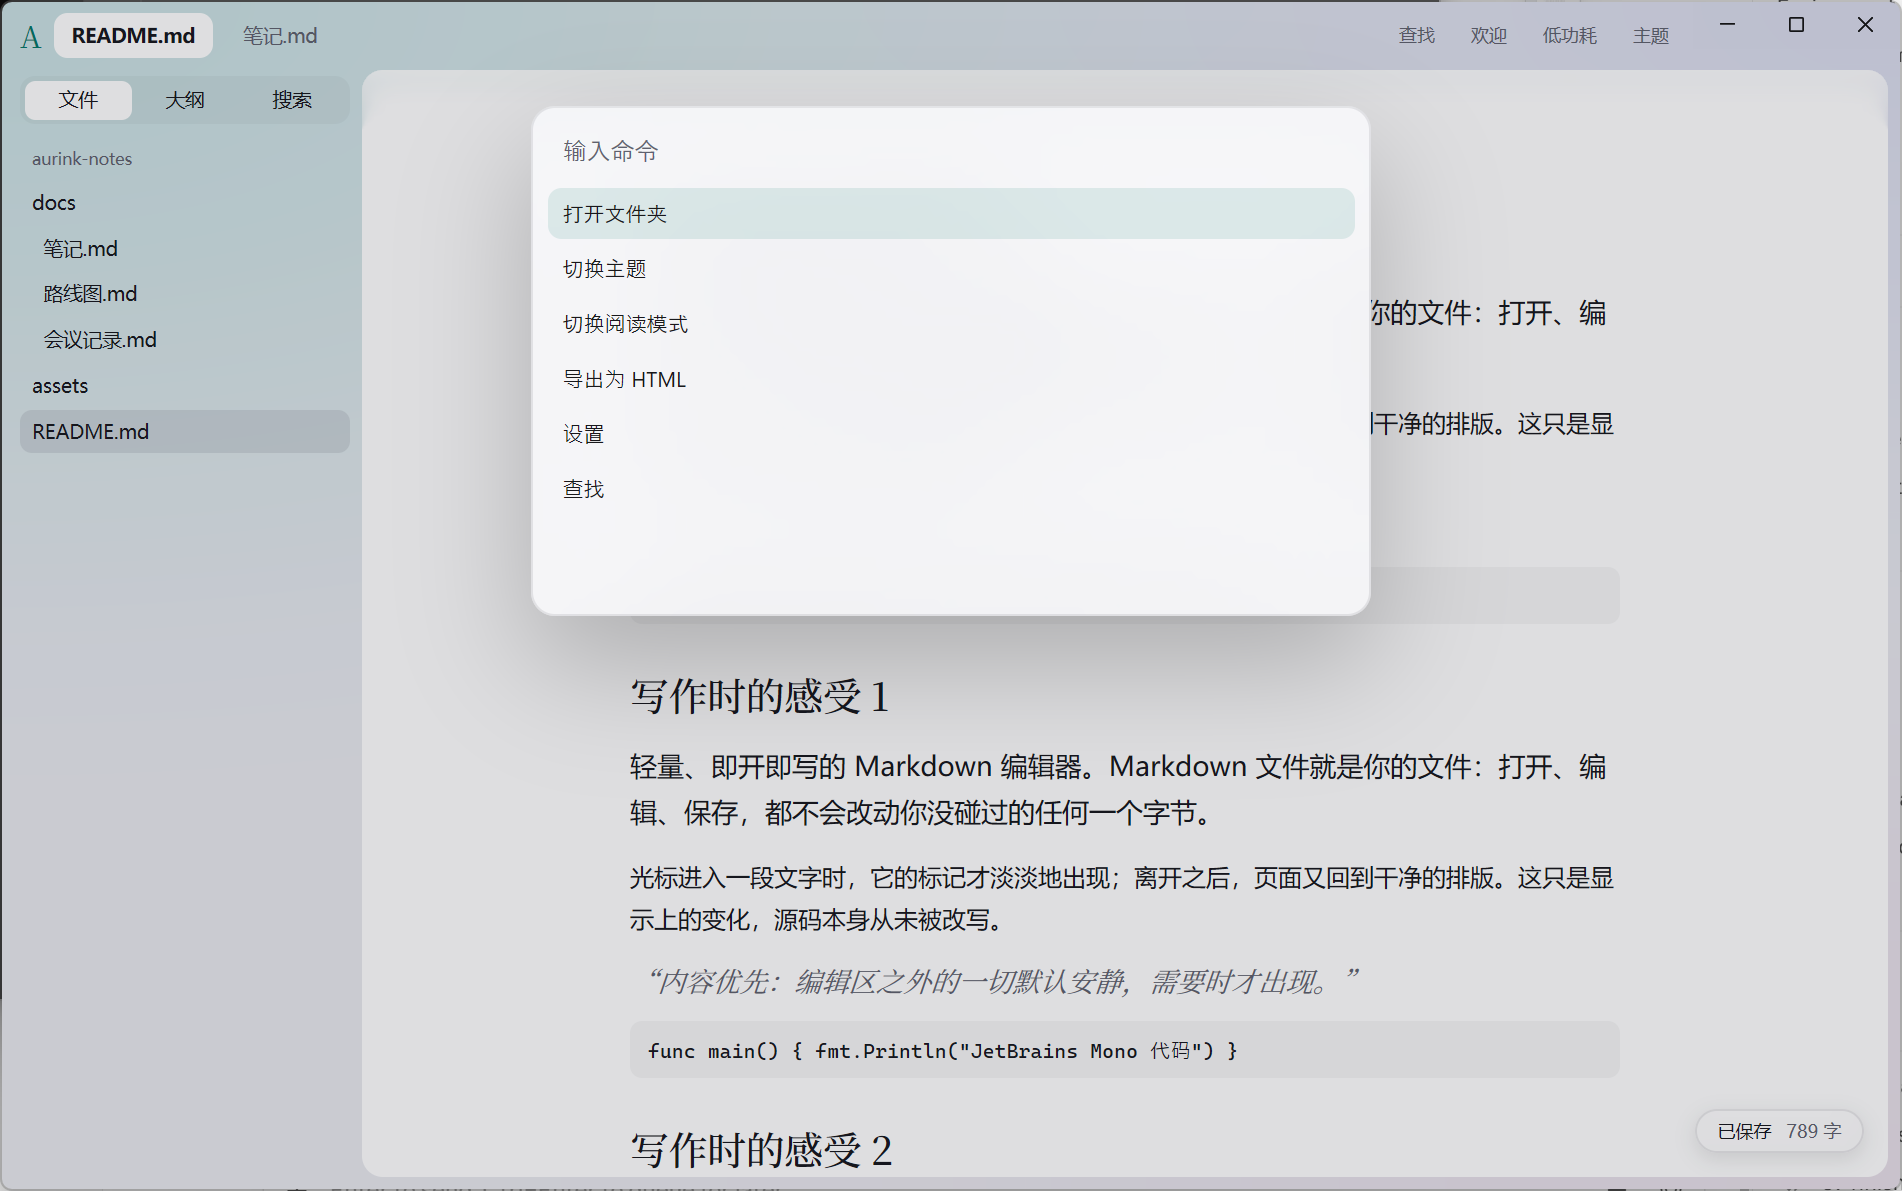 A README.md 笔记.md 查找 欢迎 低功耗 主题
文件 大纲 搜索
aurink-notes
docs
笔记.md
路线图.md
会议记录.md
assets
README.md
输入命令
打开文件夹
切换主题
切换阅读模式
导出为 HTML
设置
查找
你的文件：打开、编
干净的排版。这只是显
写作时的感受 1
轻量、即开即写的 Markdown 编辑器。Markdown 文件就是你的文件：打开、编
辑、保存，都不会改动你没碰过的任何一个字节。
光标进入一段文字时，它的标记才淡淡地出现；离开之后，页面又回到干净的排版。这只是显
示上的变化，源码本身从未被改写。
“内容优先：编辑区之外的一切默认安静，需要时才出现。”
func main() { fmt.Println("JetBrains Mono 代码") }
写作时的感受 2
已保存 789 字